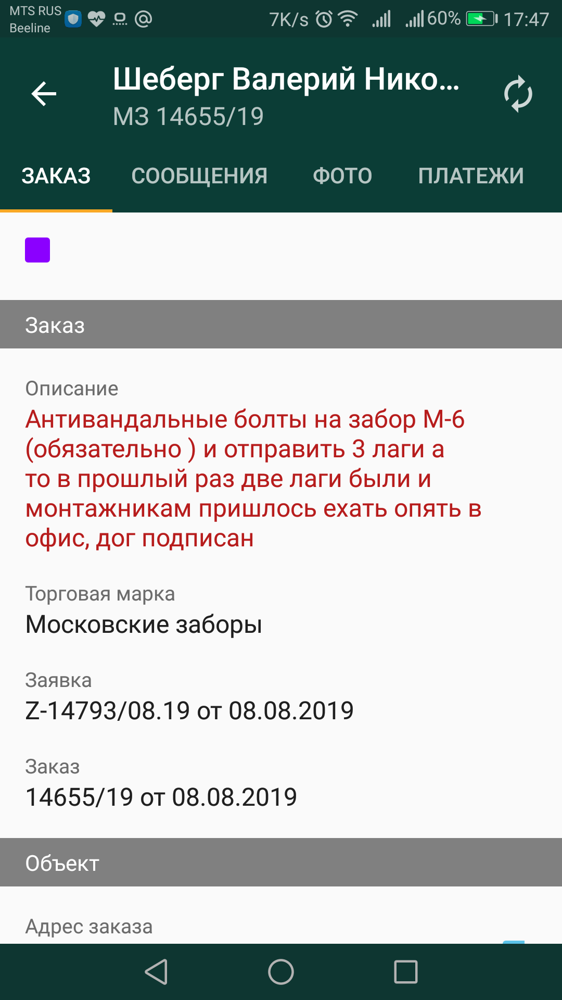 MTS RUS
Beeline
7K/s
60%
17:47
Шеберг Валерий Нико...
МЗ 14655/19
ЗАКАЗ СООБЩЕНИЯ ФОТО ПЛАТЕЖИ
Заказ
Описание
Антивандальные болты на забор М-6
(обязательно ) и отправить 3 лаги а
то в прошлый раз две лаги были и
монтажникам пришлось ехать опять в
офис, дог подписан
Торговая марка
Московские заборы
Заявка
Z-14793/08.19 от 08.08.2019
Заказ
14655/19 от 08.08.2019
Объект
Адрес заказа